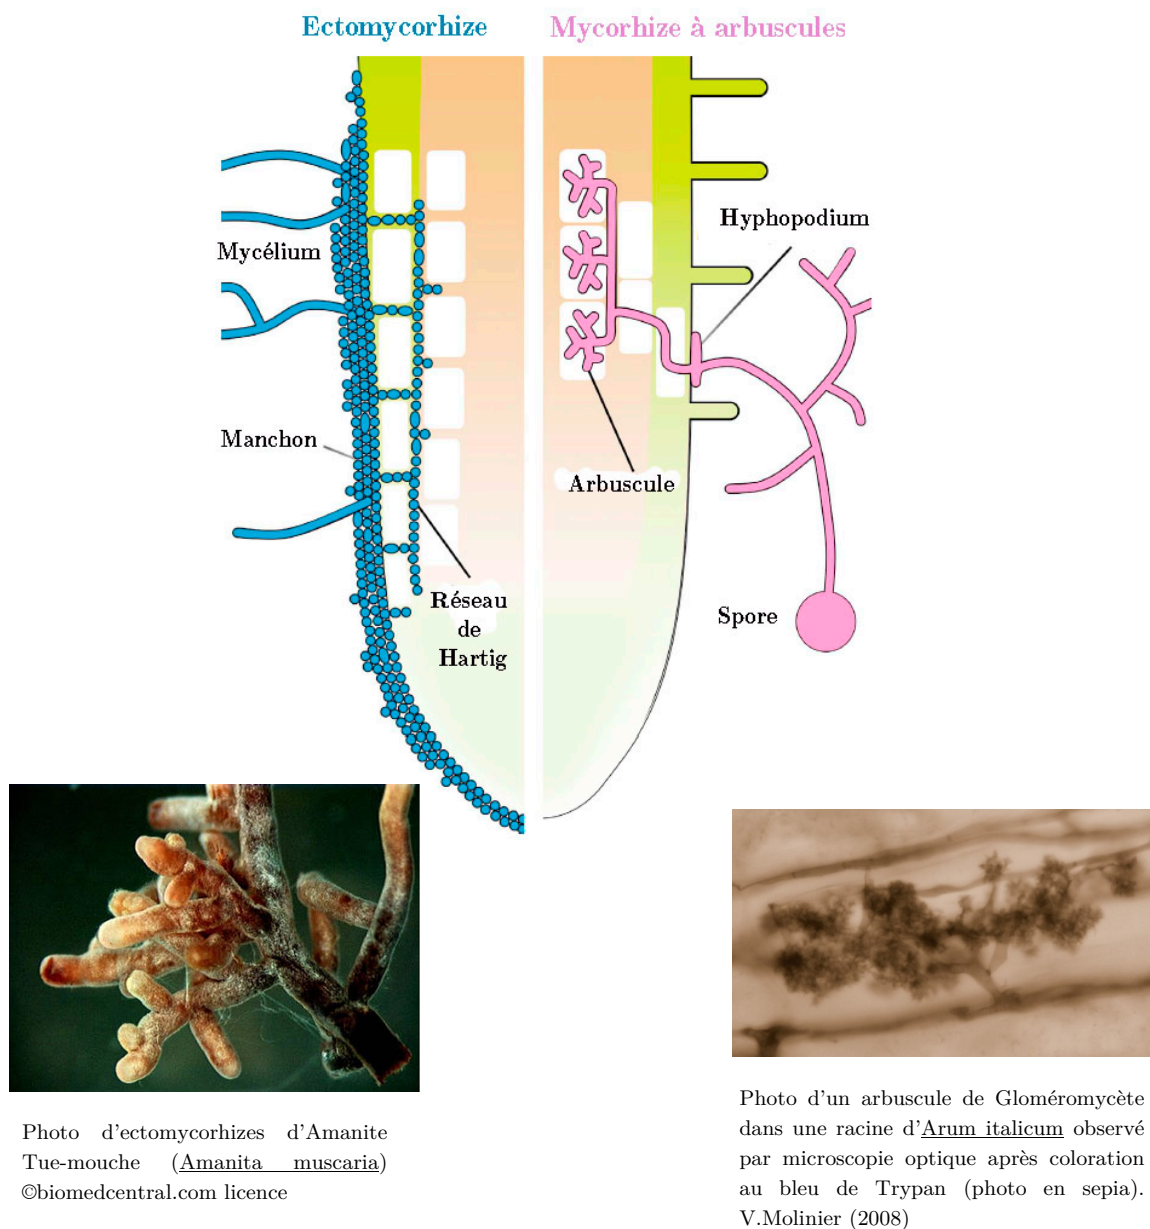 Ectomycorhize
Mycorhize à arbuscules
Hyphopodium
Mycélium
Manchon
Arbuscule
Réseau
de
Hartig
Spore
Photo d'ectomycorhizes d'Amanite
Tue-mouche (Amanita muscaria)
©biomedcentral.com licence
Photo d'un arbuscule de Gloméromycète
dans une racine d'Arum italicum observé
par microscopie optique après coloration
au bleu de Trypan (photo en sepia).
V.Molinier (2008)